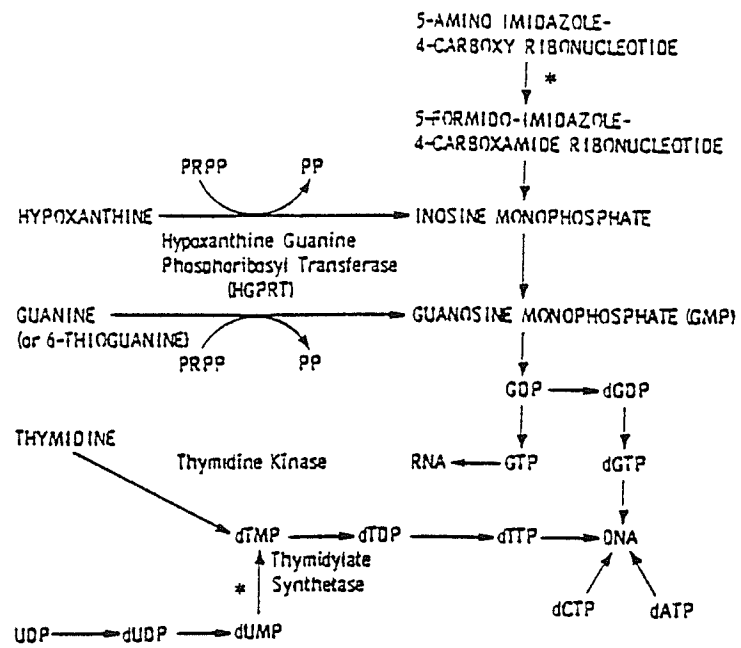 5-AMINO IMIDAZOLE-
4-CARBOXY RIBONUCLEOTIDE
*
5-FORMIDO-IMIDAZOLE-
4-CARBOXAMIDE RIBONUCLEOTIDE
PRPP PP
HYPOXANTHINE INOSINE MONOPHOSPHATE
Hypoxanthine Guanine
Phosphoribosyl Transferase
(HGPRT)
GUANINE GUANOSINE MONOPHOSPHATE (GMP)
(or 6-THIOGUANINE)
PRPP PP
GDP dGDP
THYMIDINE
Thymidine Kinase RNA GTP dGTP
dTMP dTDP dTTP DNA
Thymidylate
* Synthetase
dCTP dATP
UDP dUDP dUMP